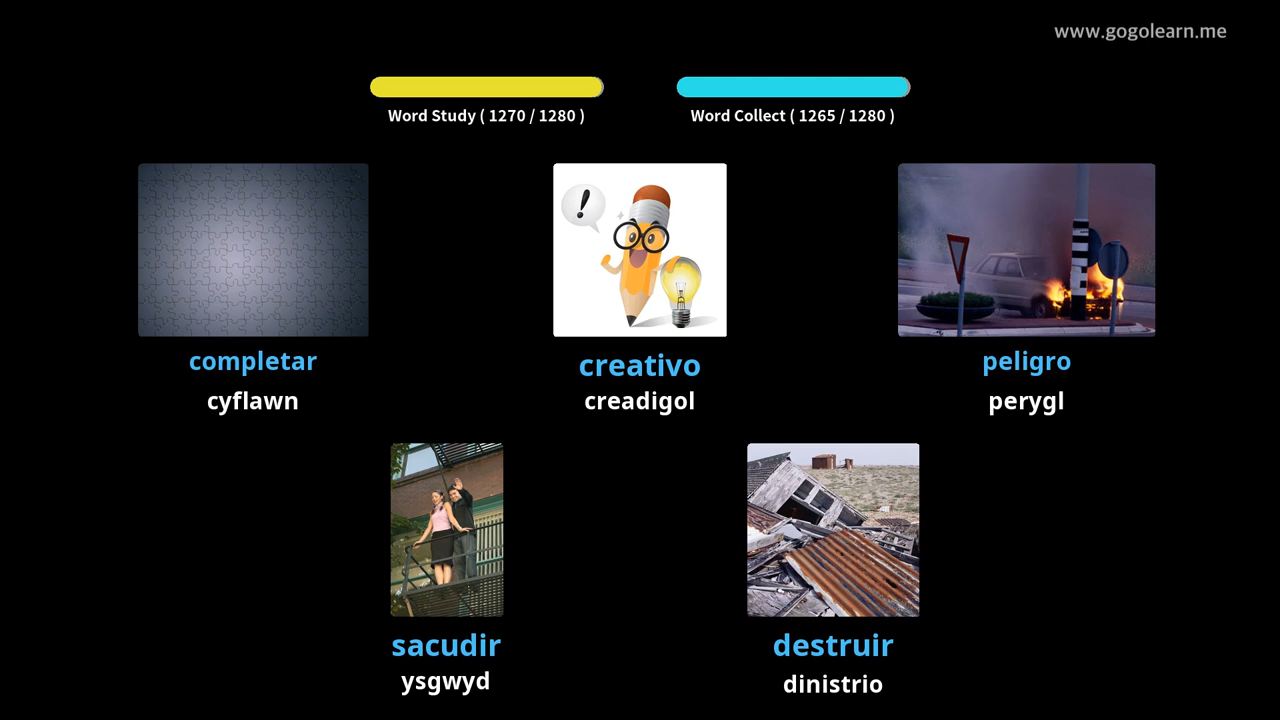 www.gogolearn.me
Word Study ( 1270 / 1280 )
Word Collect ( 1265 / 1280 )
completar
cyflawn
creativo
creadigol
peligro
perygl
sacudir
ysgwyd
destruir
dinistrio